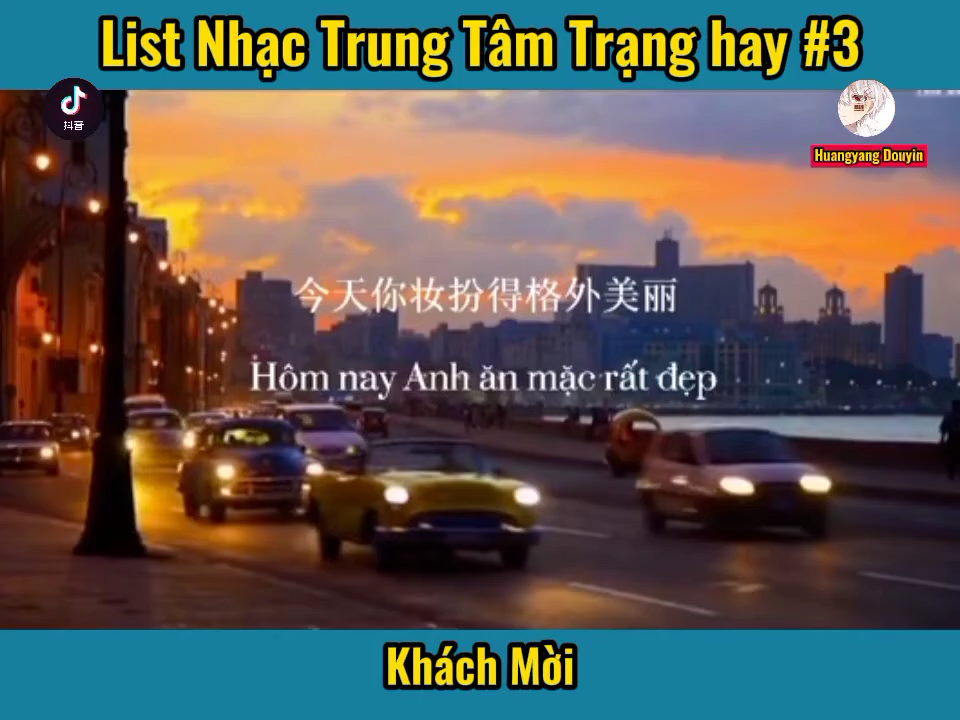 List Nhạc Trung Tâm Trạng hay #3
抖音
Huangyang Douyin
今天你妆扮得格外美丽
Hôm nay Anh ăn mặc rất đẹp
Khách Mời